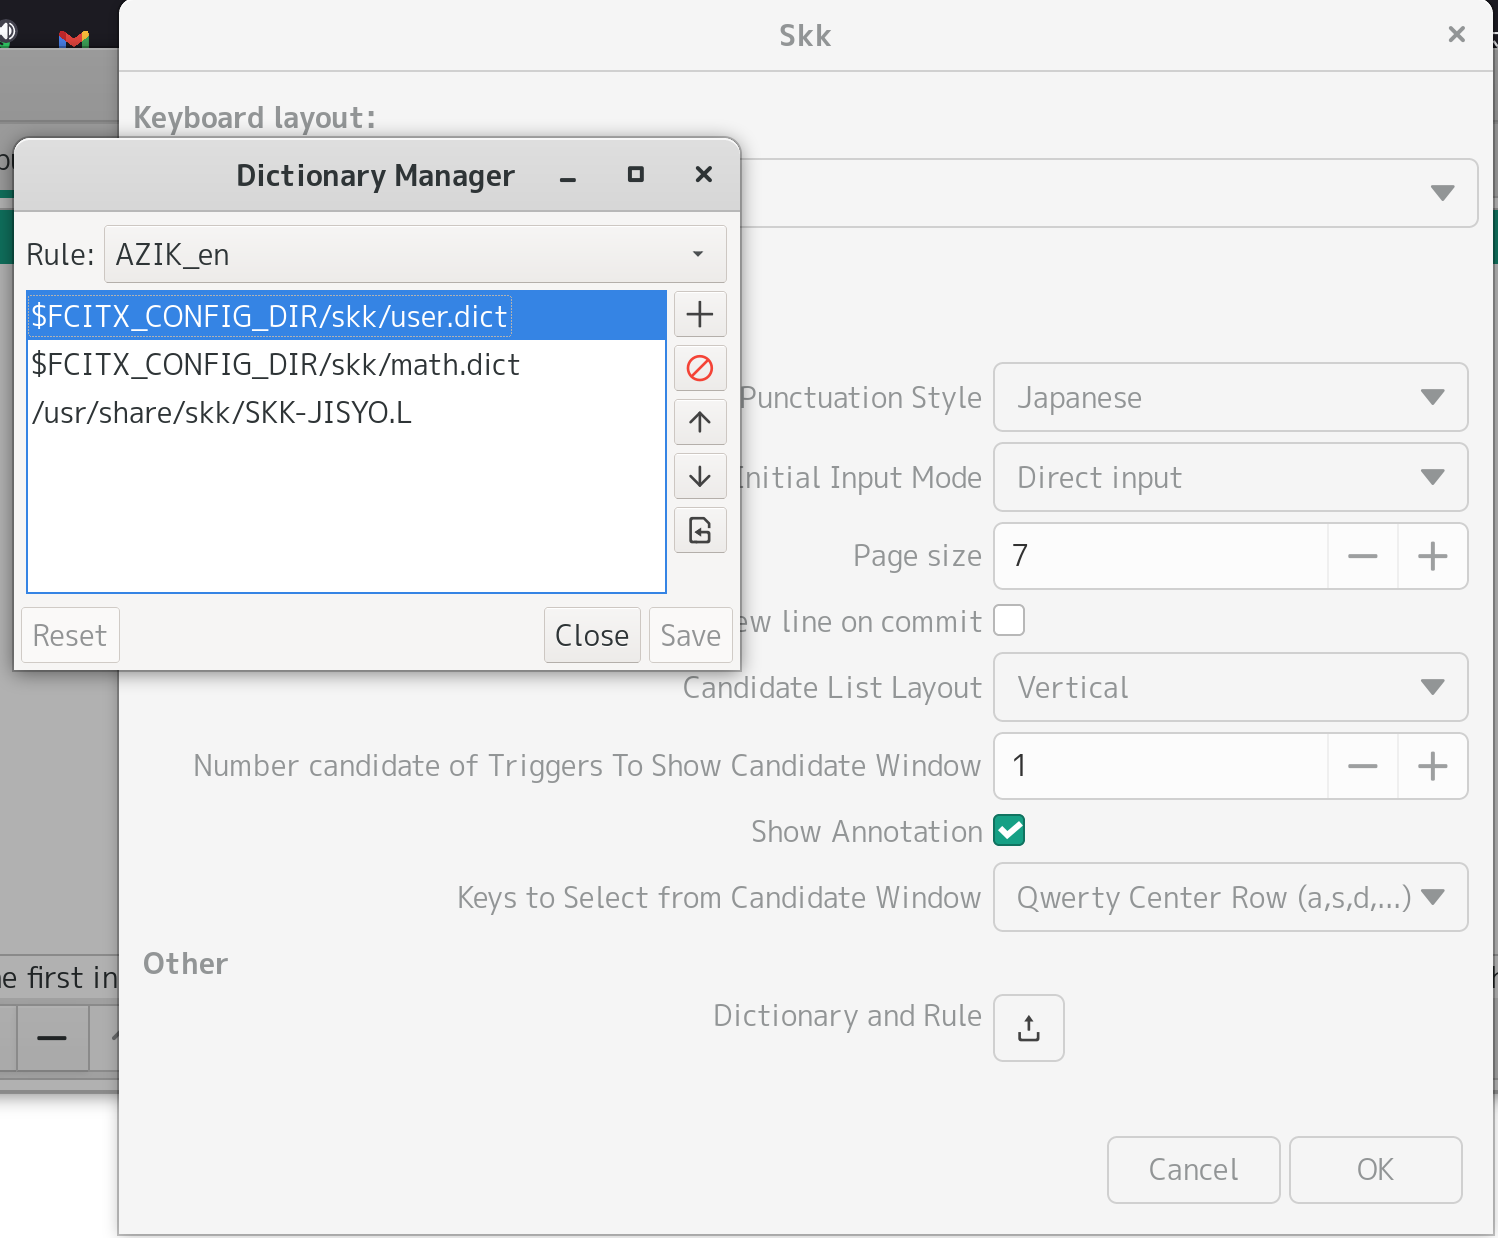 Skk
Keyboard layout:
Dictionary Manager
Rule: AZIK_en
$FCITX_CONFIG_DIR/skk/user.dict
$FCITX_CONFIG_DIR/skk/math.dict
/usr/share/skk/SKK-JISYO.L
Reset Close Save
Punctuation Style Japanese
Initial Input Mode Direct input
Page size 7
ew line on commit
Candidate List Layout Vertical
Number candidate of Triggers To Show Candidate Window 1
Show Annotation
Keys to Select from Candidate Window Qwerty Center Row (a,s,d,...)
Other
e first in
Dictionary and Rule
Cancel OK